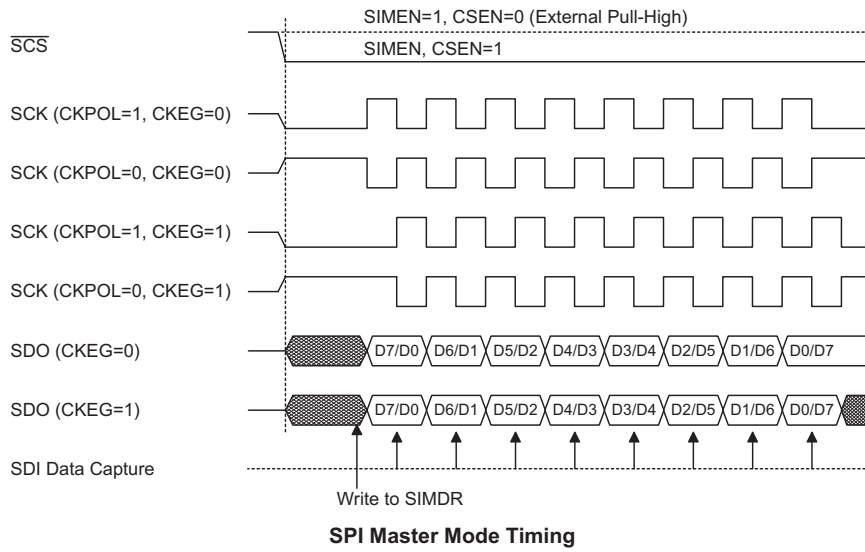 SIMEN=1, CSEN=0 (External Pull-High)
SCS
SIMEN, CSEN=1
SCK (CKPOL=1, CKEG=0)
SCK (CKPOL=0, CKEG=0)
SCK (CKPOL=1, CKEG=1)
SCK (CKPOL=0, CKEG=1)
SDO (CKEG=0) D7/D0 D6/D1 D5/D2 D4/D3 D3/D4 D2/D5 D1/D6 D0/D7
SDO (CKEG=1) D7/D0 D6/D1 D5/D2 D4/D3 D3/D4 D2/D5 D1/D6 D0/D7
SDI Data Capture
Write to SIMDR
SPI Master Mode Timing